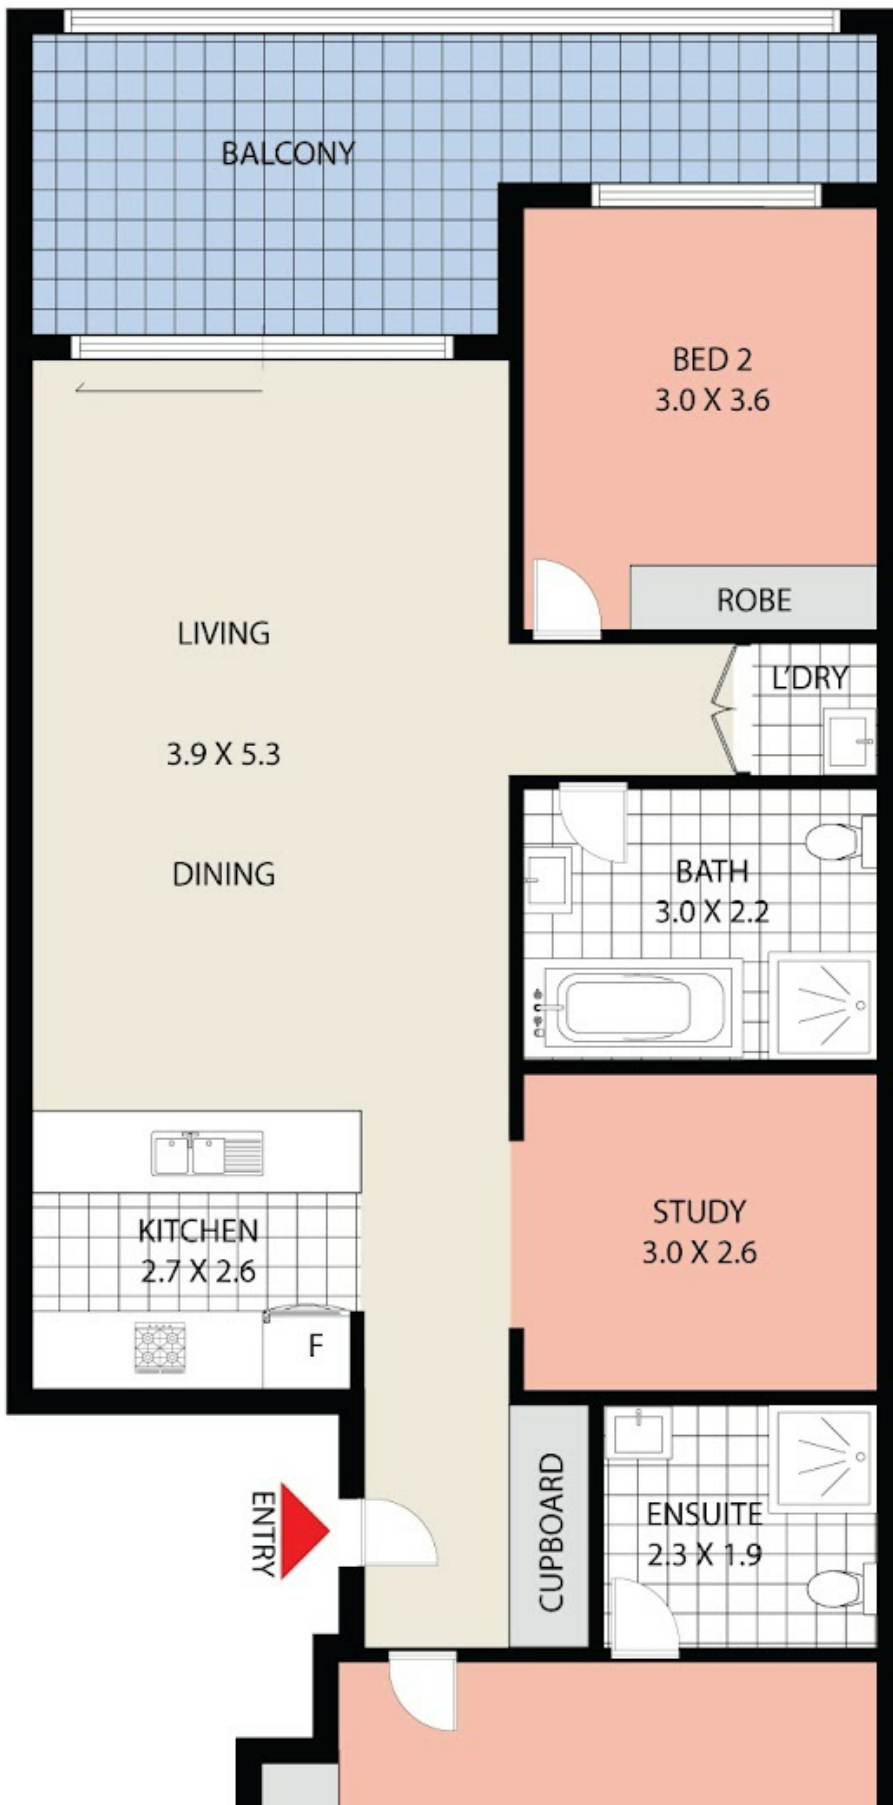 BALCONY
BED 2
3.0 X 3.6
ROBE
LIVING
L'DRY
3.9 X 5.3
DINING
BATH
3.0 X 2.2
KITCHEN
2.7 X 2.6
STUDY
3.0 X 2.6
F
ENTRY
CUPBOARD
ENSUITE
2.3 X 1.9